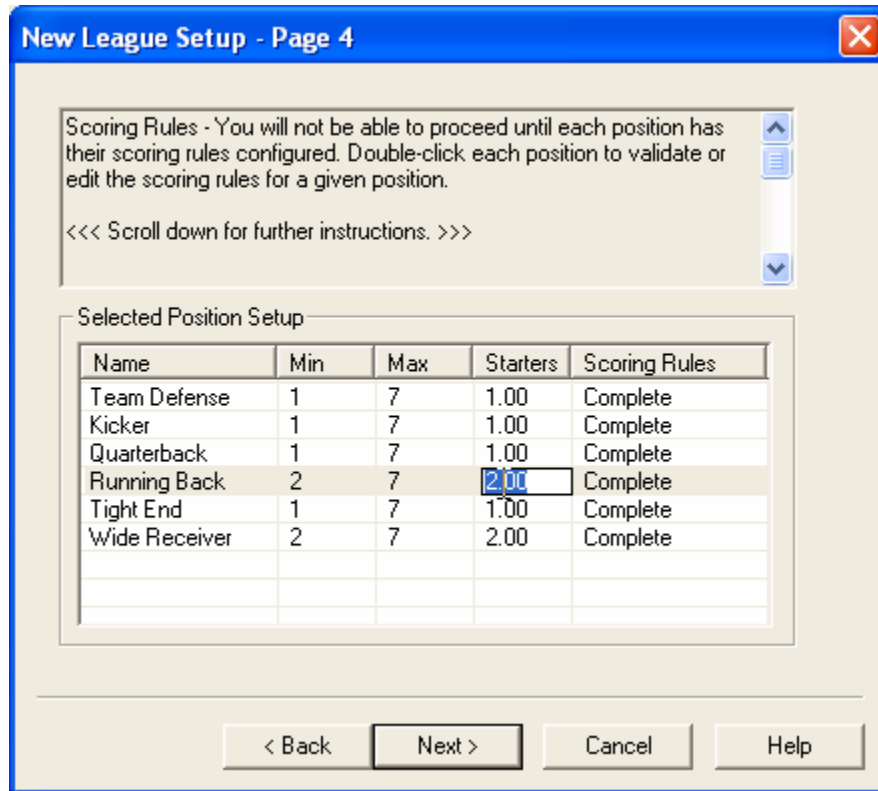 New League Setup - Page 4
Scoring Rules - You will not be able to proceed until each position has
their scoring rules configured. Double-click each position to validate or
edit the scoring rules for a given position.
<<< Scroll down for further instructions. >>>
Selected Position Setup
Name Min Max Starters Scoring Rules
Team Defense 1 7 1.00 Complete
Kicker 1 7 1.00 Complete
Quarterback 1 7 1.00 Complete
Running Back 2 7 2.00 Complete
Tight End 1 7 1.00 Complete
Wide Receiver 2 7 2.00 Complete
< Back Next > Cancel Help